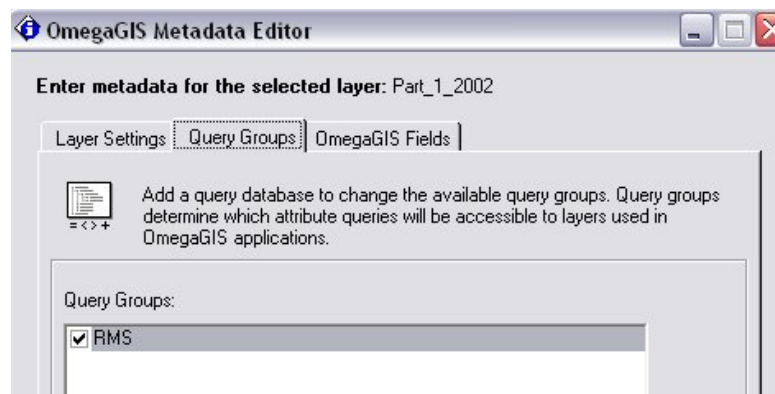 OmegaGIS Metadata Editor
Enter metadata for the selected layer: Part_1_2002
Layer Settings Query Groups OmegaGIS Fields
Add a query database to change the available query groups. Query groups
determine which attribute queries will be accessible to layers used in
= < > +
OmegaGIS applications.
Query Groups:
RMS